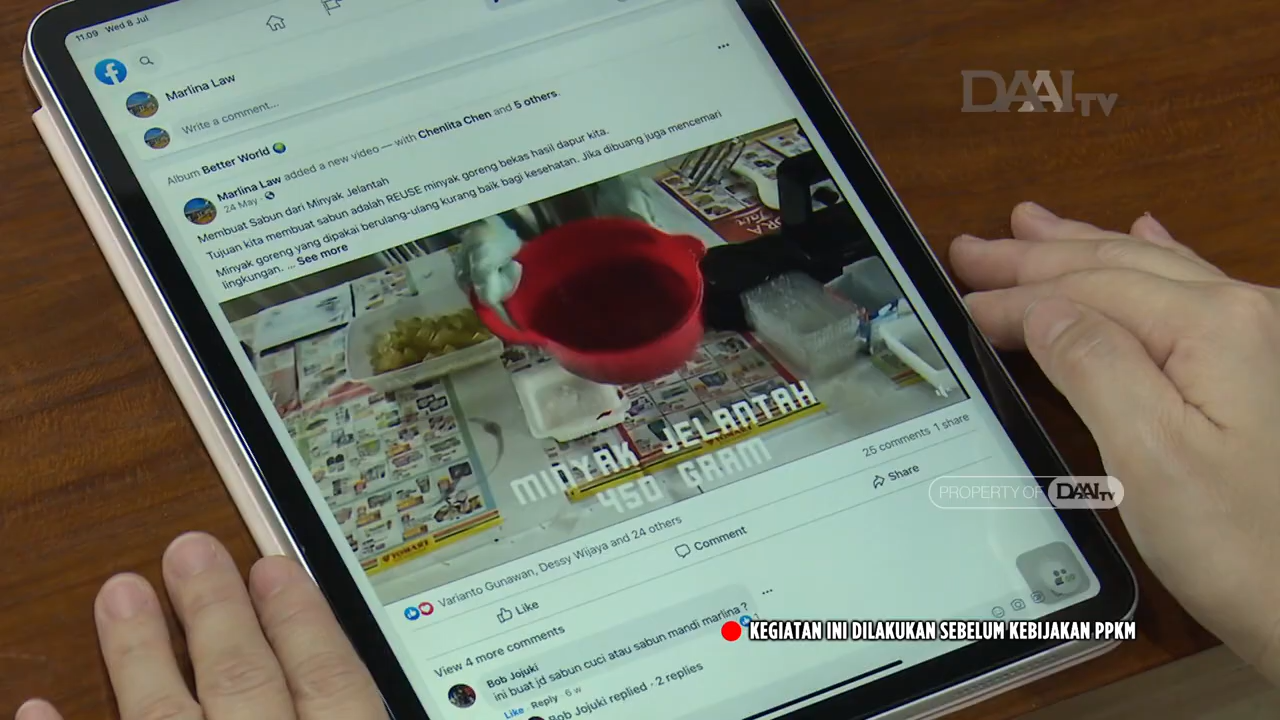 11.09 Wed 8 Jul
DAAI TV
Marlina Law
Write a comment...
Album Better World
Marlina Law added a new video — with Chenlita Chen and 5 others.
24 May
Membuat Sabun dari Minyak Jelantah
Tujuan kita membuat sabun adalah REUSE minyak goreng bekas hasil dapur kita.
Minyak goreng yang dipakai berulang-ulang kurang baik bagi kesehatan. Jika dibuang juga mencemari
lingkungan. ... See more
MINYAK JELANTAH
450 GRAM
25 comments 1 share
Varianto Gunawan, Dessy Wijaya and 24 others
Like Comment Share
PROPERTY OF DAAI TV
View 4 more comments
Bob Jojuki
ini buat jd sabun cuci atau sabun mandi marlina ?
Like Reply 6 w
Bob Jojuki replied · 2 replies
KEGIATAN INI DILAKUKAN SEBELUM KEBIJAKAN PPKM